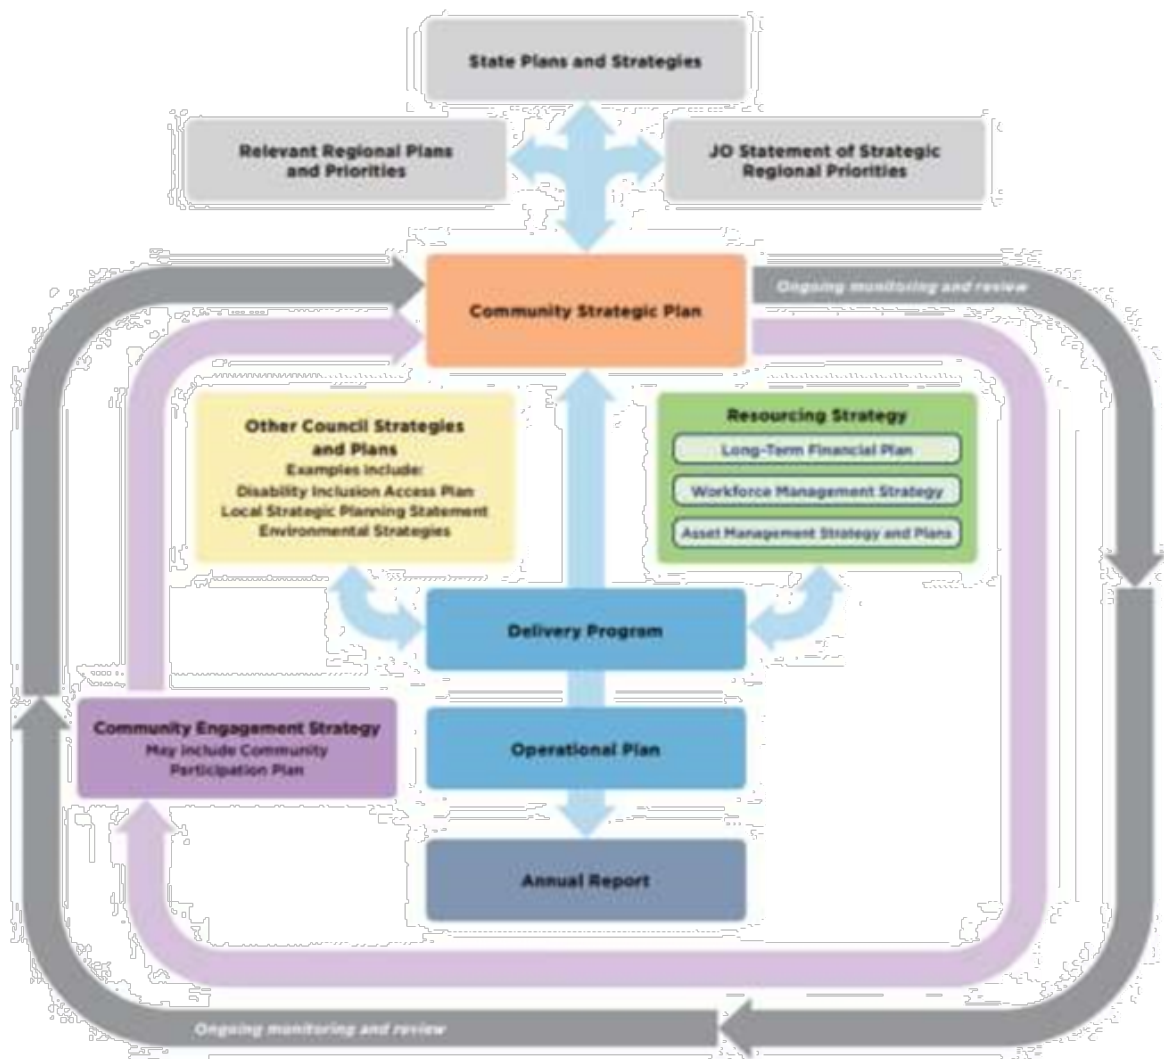 State Plans and Strategies
Relevant Regional Plans
and Priorities
JO Statement of Strategic
Regional Priorities
Community Strategic Plan
Ongoing monitoring and review
Other Council Strategies
and Plans
Examples include:
Disability Inclusion Access Plan
Local Strategic Planning Statement
Environmental Strategies
Resourcing Strategy
Long-Term Financial Plan
Workforce Management Strategy
Asset Management Strategy and Plans
Delivery Program
Community Engagement Strategy
May include Community
Participation Plan
Operational Plan
Annual Report
Ongoing monitoring and review